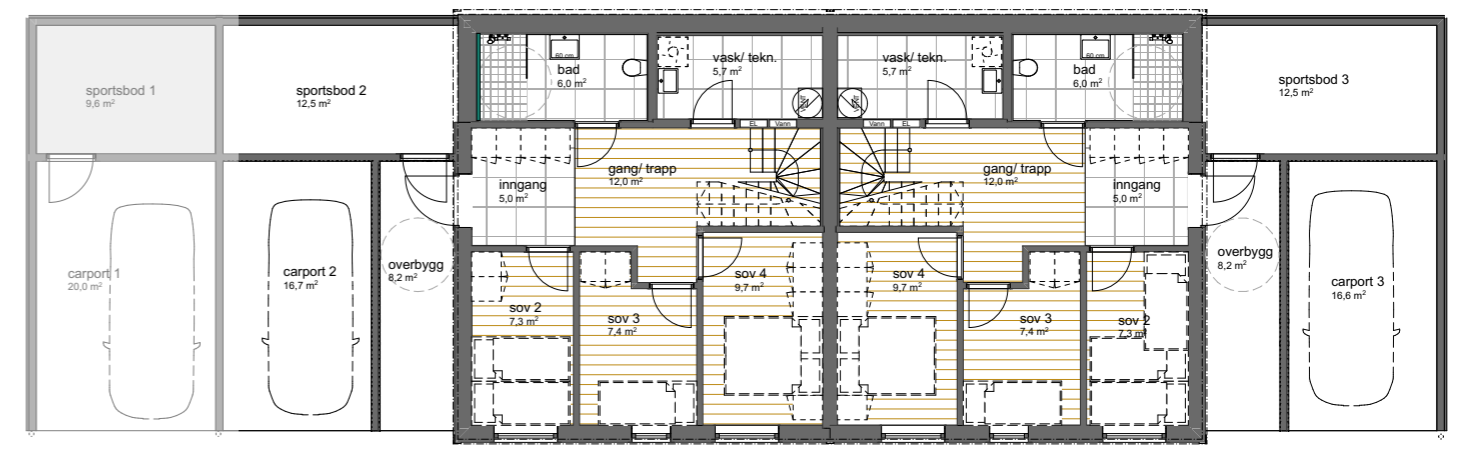 sportsbod 1
9,6 m²
sportsbod 2
12,5 m²
60 cm
bad
6,0 m²
vask/ tekn.
5,7 m²
vask/ tekn.
5,7 m²
60 cm
bad
6,0 m²
sportsbod 3
12,5 m²
EL
Vann
Vann
EL
inngang
5,0 m²
gang/ trapp
12,0 m²
gang/ trapp
12,0 m²
inngang
5,0 m²
carport 1
20,0 m²
carport 2
16,7 m²
overbygg
8,2 m²
sov 2
7,3 m²
sov 3
7,4 m²
sov 4
9,7 m²
sov 4
9,7 m²
sov 3
7,4 m²
sov 2
7,3 m²
overbygg
8,2 m²
carport 3
16,6 m²